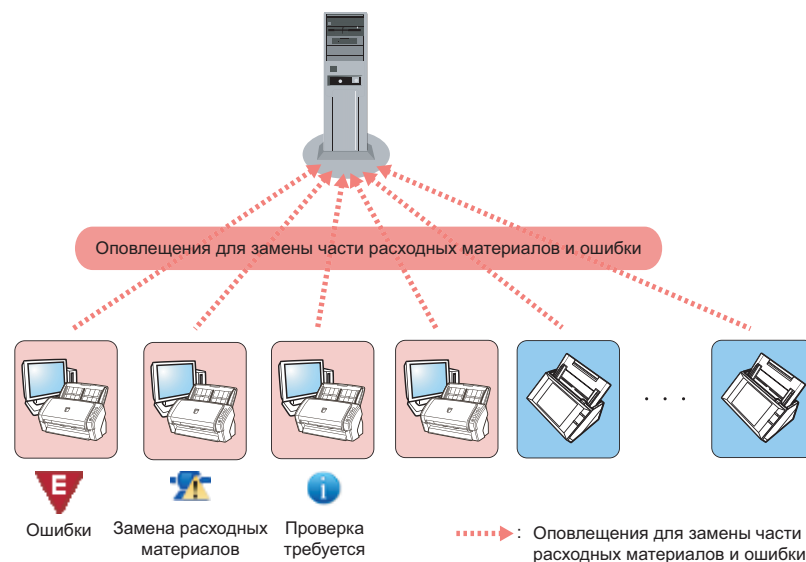 Оповлещения для замены части расходных материалов и ошибки
. . .
E
i
Ошибки
Замена расходных
материалов
Проверка
требуется
: Оповлещения для замены части
расходных материалов и ошибки